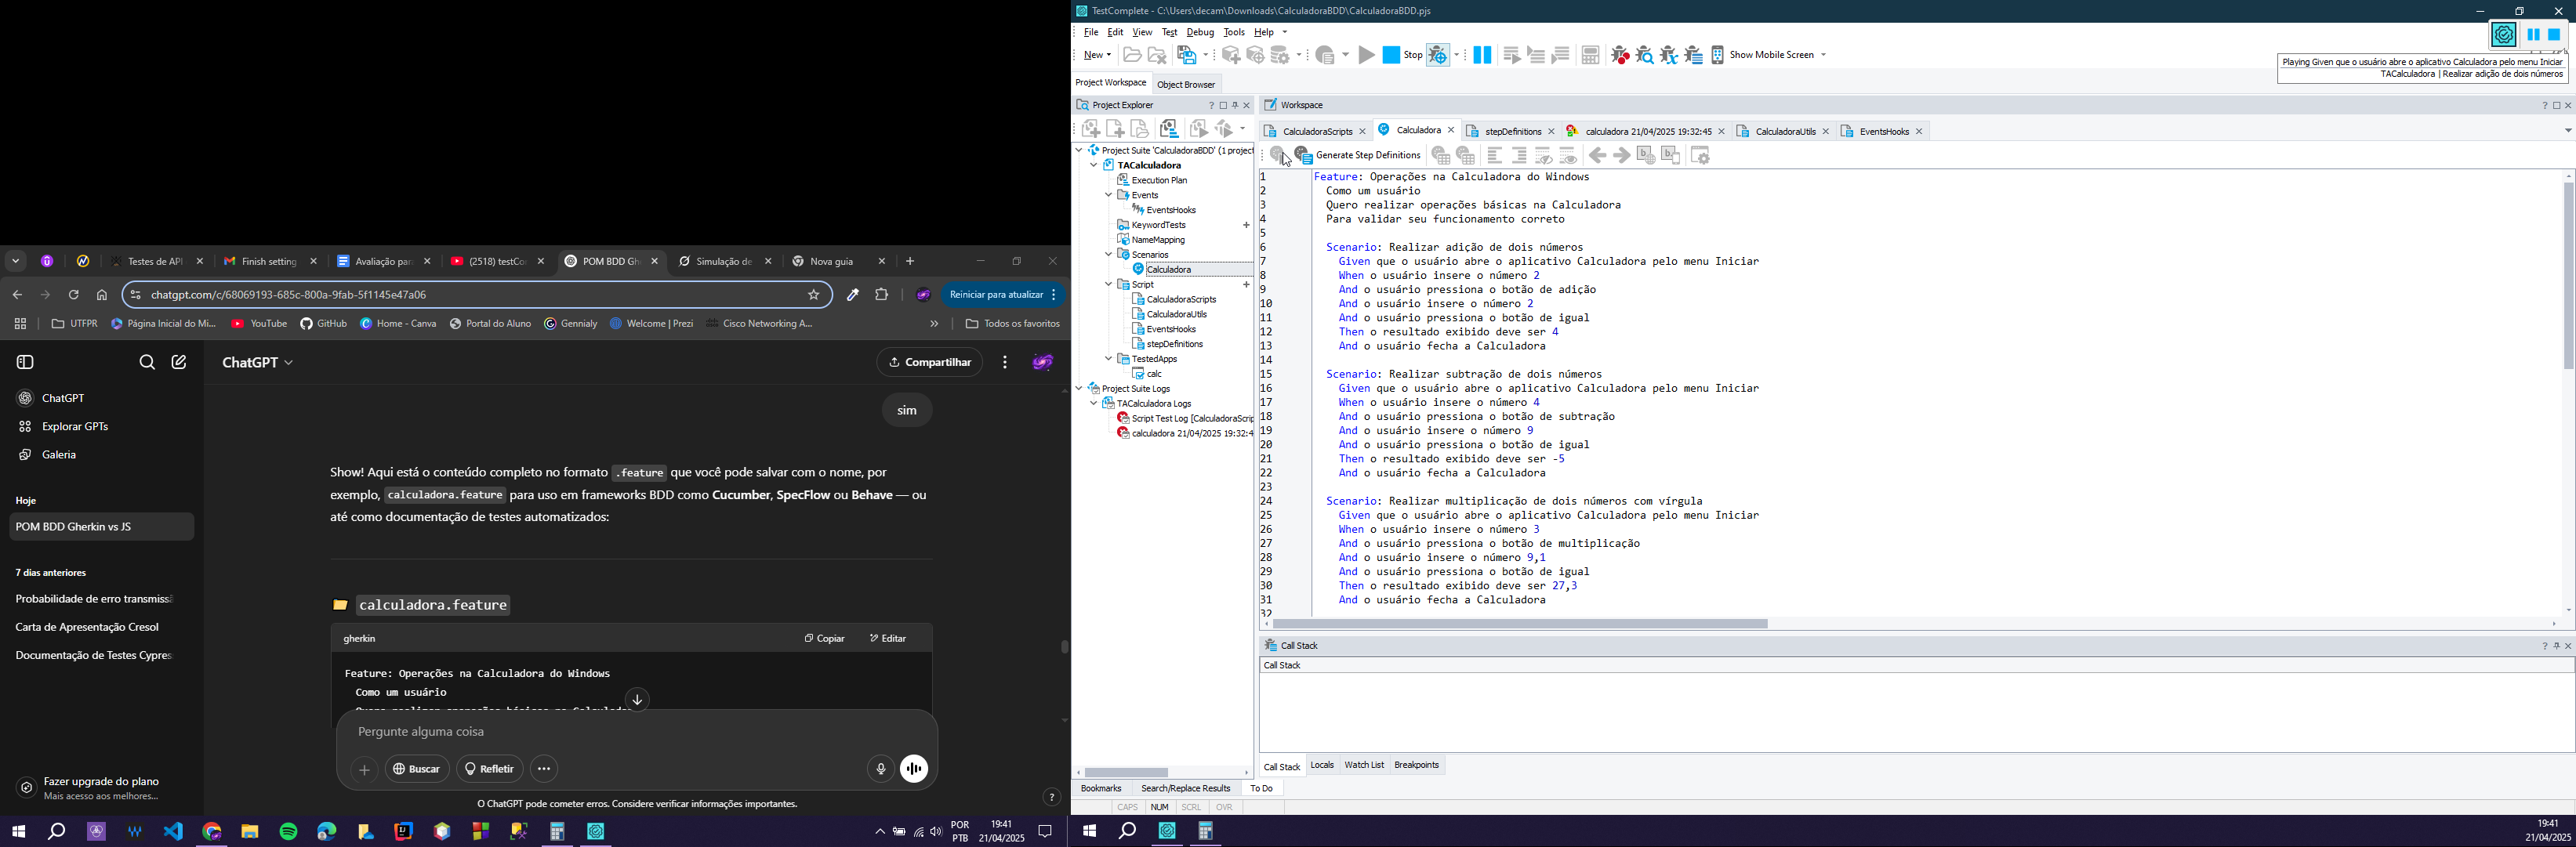 Testes de API
Finish setting
Avaliação par
(2518) testCo
POM BDD Gh
Simulação de
Nova guia
chatgpt.com/c/68069193-685c-800a-9fab-5f1145e47a06
Reiniciar para atualizar
UTFPR
Página Inicial do Mi...
YouTube
GitHub
Home - Canva
Portal do Aluno
Gennialy
Welcome | Prezi
Cisco Networking A...
»
Todos os favoritos
ChatGPT
Compartilhar
ChatGPT
Explorar GPTs
Galeria
Hoje
POM BDD Gherkin vs JS
7 dias anteriores
Probabilidade de erro transmiss
Carta de Apresentação Cresol
Documentação de Testes Cypres
Fazer upgrade do plano
Mais acesso aos melhores...
sim
Show! Aqui está o conteúdo completo no formato .feature que você pode salvar com o nome, por
exemplo, calculadora.feature para uso em frameworks BDD como Cucumber, SpecFlow ou Behave — ou
até como documentação de testes automatizados:
calculadora.feature
gherkin
Copiar
Editar
Feature: Operações na Calculadora do Windows
Como um usuário
Quero realizar operações básicas na Calculado
Pergunte alguma coisa
Buscar
Refletir
O ChatGPT pode cometer erros. Considere verificar informações importantes.
?
POR
PTB
19:41
21/04/2025
TestComplete - C:\Users\decam\Downloads\CalculadoraBDD\CalculadoraBDD.pjs
File Edit View Test Debug Tools Help
New
Stop
Show Mobile Screen
Playing Given que o usuário abre o aplicativo Calculadora pelo menu Iniciar
TACalculadora | Realizar adição de dois números
Project Workspace
Object Browser
Project Explorer
Project Suite 'CalculadoraBDD' (1 project
TACalculadora
Execution Plan
Events
EventsHooks
KeywordTests
NameMapping
Scenarios
Calculadora
Script
CalculadoraScripts
CalculadoraUtils
EventsHooks
stepDefinitions
TestedApps
calc
Project Suite Logs
TACalculadora Logs
Script Test Log [CalculadoraScrip
calculadora 21/04/2025 19:32:4
Workspace
CalculadoraScripts
Calculadora
stepDefinitions
calculadora 21/04/2025 19:32:45
CalculadoraUtils
EventsHooks
Generate Step Definitions
1 Feature: Operações na Calculadora do Windows
2 Como um usuário
3 Quero realizar operações básicas na Calculadora
4 Para validar seu funcionamento correto
5
6 Scenario: Realizar adição de dois números
7 Given que o usuário abre o aplicativo Calculadora pelo menu Iniciar
8 When o usuário insere o número 2
9 And o usuário pressiona o botão de adição
10 And o usuário insere o número 2
11 And o usuário pressiona o botão de igual
12 Then o resultado exibido deve ser 4
13 And o usuário fecha a Calculadora
14
15 Scenario: Realizar subtração de dois números
16 Given que o usuário abre o aplicativo Calculadora pelo menu Iniciar
17 When o usuário insere o número 4
18 And o usuário pressiona o botão de subtração
19 And o usuário insere o número 9
20 And o usuário pressiona o botão de igual
21 Then o resultado exibido deve ser -5
22 And o usuário fecha a Calculadora
23
24 Scenario: Realizar multiplicação de dois números com vírgula
25 Given que o usuário abre o aplicativo Calculadora pelo menu Iniciar
26 When o usuário insere o número 3
27 And o usuário pressiona o botão de multiplicação
28 And o usuário insere o número 9,1
29 And o usuário pressiona o botão de igual
30 Then o resultado exibido deve ser 27,3
31 And o usuário fecha a Calculadora
32
Call Stack
Call Stack
Call Stack
Locals
Watch List
Breakpoints
Bookmarks
Search/Replace Results
To Do
CAPS
NUM
SCRL
OVR
19:41
21/04/2025